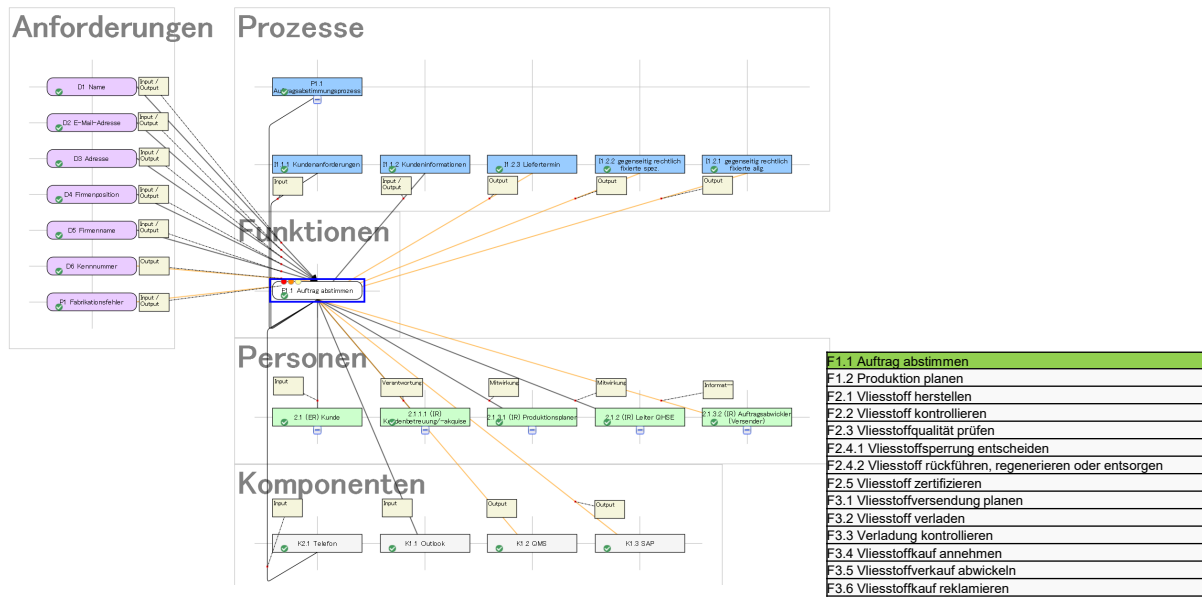 Anforderungen
Prozesse
D1 Name
Input /
Output
D2 E-Mail-Adresse
Input /
Output
D3 Adresse
Input /
Output
D4 Firmenposition
Input /
Output
D5 Firmenname
Input /
Output
D6 Kennnummer
Output
P1 Fabrikationsfehler
Input /
Output
P1.1
Auftragsabstimmungsprozess
I1.1.1 Kundenanforderungen
Input
I1.1.2 Kundeninformationen
Input /
Output
I1.2.3 Liefertermin
Output
I1.2.2 gegenseitig rechtlich
fixierte spez.
Output
I1.2.1 gegenseitig rechtlich
fixierte allg.
Output
Funktionen
F1.1 Auftrag abstimmen
Personen
Input
Verantwortung
Mitwirkung
Mitwirkung
Informat
2.1 (ER) Kunde
2.1.1.1 (IR)
Kundenbetreuung/-akquise
2.1.3.1 (IR) Produktionsplaner
2.1.2 (IR) Leiter QHSE
2.1.3.2 (IR) Auftragsabwickler
(Versender)
Komponenten
Input
Input
Output
Output
K2.1 Telefon
K1.1 Outlook
K1.2 QMS
K1.3 SAP
F1.1 Auftrag abstimmen
F1.2 Produktion planen
F2.1 Vliesstoff herstellen
F2.2 Vliesstoff kontrollieren
F2.3 Vliesstoffqualität prüfen
F2.4.1 Vliesstoffsperrung entscheiden
F2.4.2 Vliesstoff rückführen, regenerieren oder entsorgen
F2.5 Vliesstoff zertifizieren
F3.1 Vliesstoffversendung planen
F3.2 Vliesstoff verladen
F3.3 Verladung kontrollieren
F3.4 Vliesstoffkauf annehmen
F3.5 Vliesstoffverkauf abwickeln
F3.6 Vliesstoffkauf reklamieren